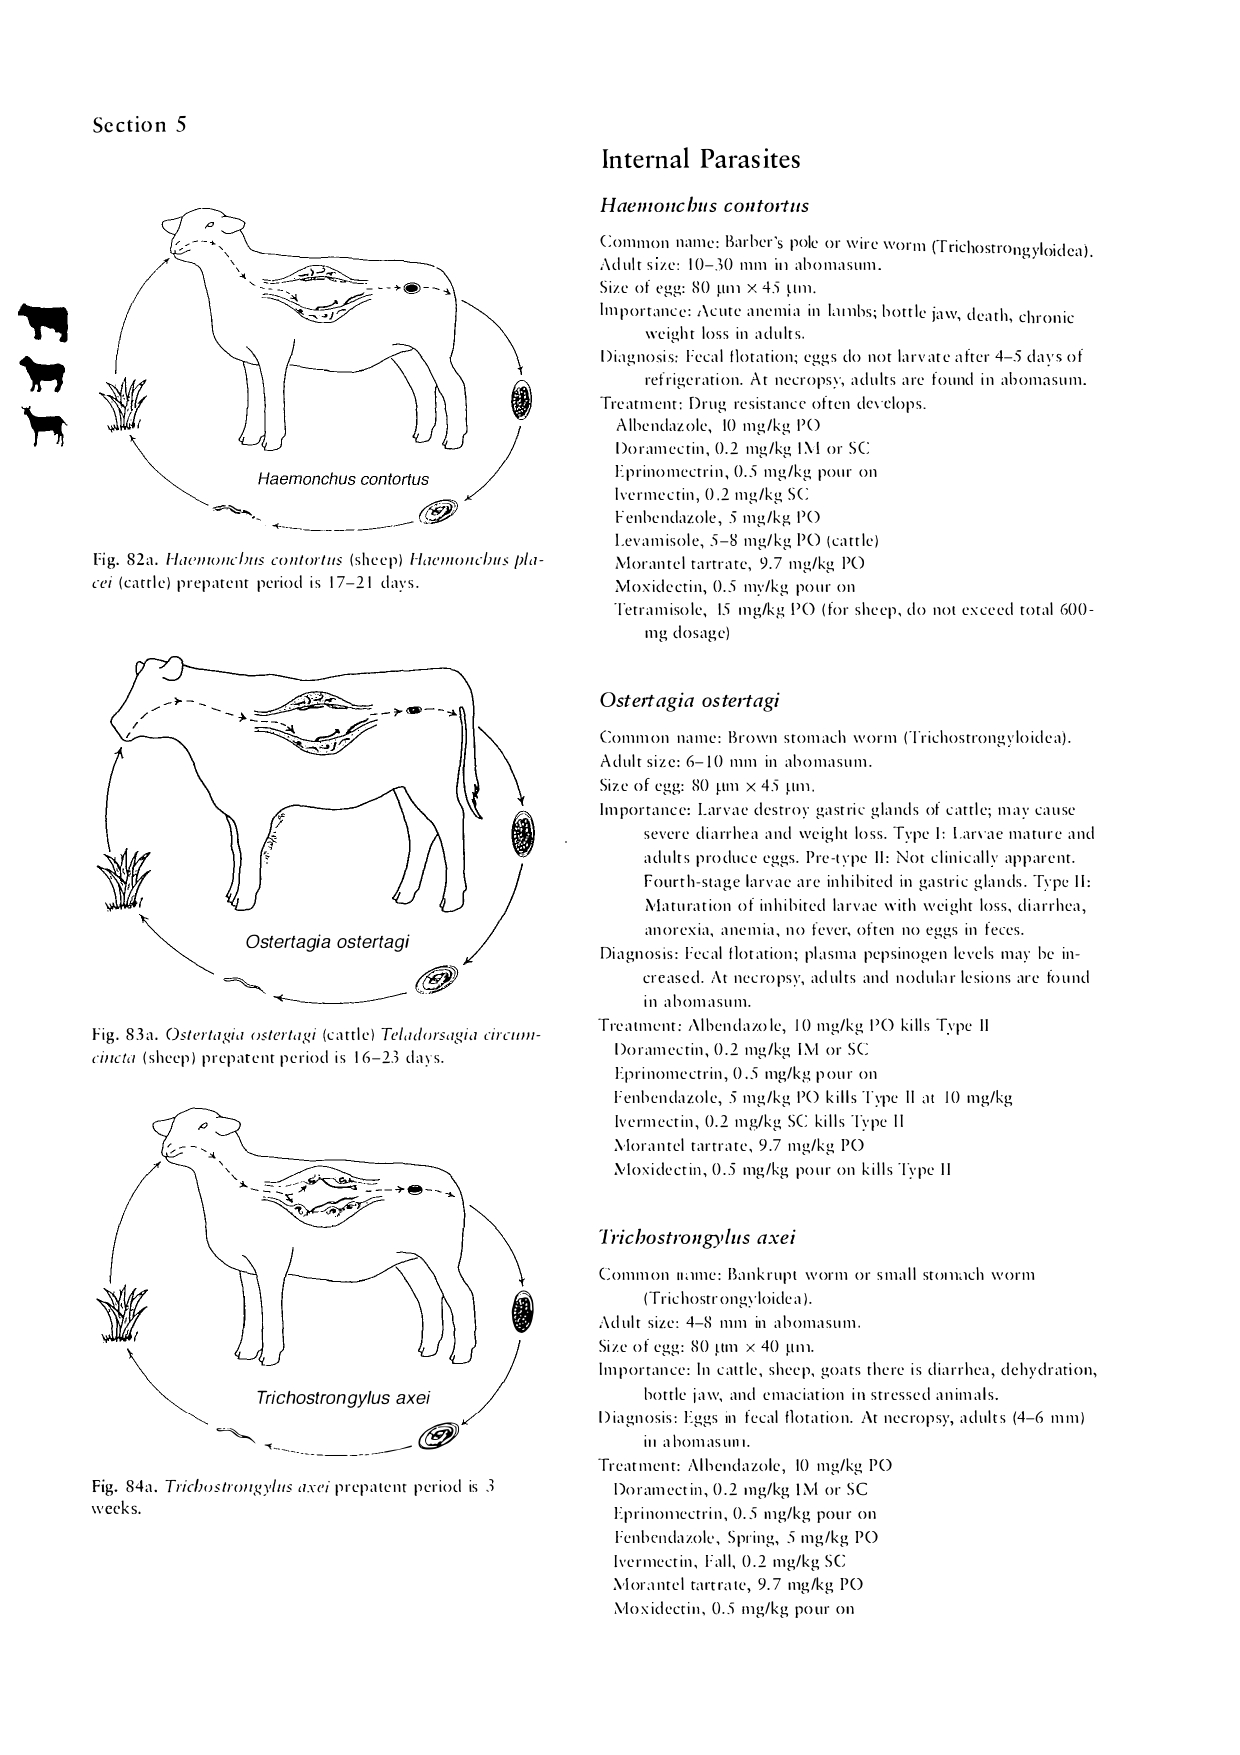 Section 5
Haemonchus contortus
Fig. 82a. Haemonchus contortus (sheep) Haemonchus pla-
cei (cattle) prepatent period is 17–21 days.
Ostertagia ostertagi
Fig. 83a. Ostertagia ostertagi (cattle) Teladorsagia circum-
cincta (sheep) prepatent period is 16–23 days.
Trichostrongylus axei
Fig. 84a. Trichostrongylus axei prepatent period is 3
weeks.
Internal Parasites
Haemonchus contortus
Common name: Barber's pole or wire worm (Trichostrongyloidea).
Adult size: 10–30 mm in abomasum.
Size of egg: 80 µm × 45 µm.
Importance: Acute anemia in lambs; bottle jaw, death, chronic
weight loss in adults.
Diagnosis: Fecal flotation; eggs do not larvate after 4–5 days of
refrigeration. At necropsy, adults are found in abomasum.
Treatment: Drug resistance often develops.
Albendazole, 10 mg/kg PO
Doramectin, 0.2 mg/kg IM or SC
Eprinomectrin, 0.5 mg/kg pour on
Ivermectin, 0.2 mg/kg SC
Fenbendazole, 5 mg/kg PO
Levamisole, 5–8 mg/kg PO (cattle)
Morantel tartrate, 9.7 mg/kg PO
Moxidectin, 0.5 my/kg pour on
Tetramisole, 15 mg/kg PO (for sheep, do not exceed total 600-
mg dosage)
Ostertagia ostertagi
Common name: Brown stomach worm (Trichostrongyloidea).
Adult size: 6–10 mm in abomasum.
Size of egg: 80 µm × 45 µm.
Importance: Larvae destroy gastric glands of cattle; may cause
severe diarrhea and weight loss. Type I: Larvae mature and
adults produce eggs. Pre-type II: Not clinically apparent.
Fourth-stage larvae are inhibited in gastric glands. Type II:
Maturation of inhibited larvae with weight loss, diarrhea,
anorexia, anemia, no fever, often no eggs in feces.
Diagnosis: Fecal flotation; plasma pepsinogen levels may be in-
creased. At necropsy, adults and nodular lesions are found
in abomasum.
Treatment: Albendazole, 10 mg/kg PO kills Type II
Doramectin, 0.2 mg/kg IM or SC
Eprinomectrin, 0.5 mg/kg pour on
Fenbendazole, 5 mg/kg PO kills Type II at 10 mg/kg
Ivermectin, 0.2 mg/kg SC kills Type II
Morantel tartrate, 9.7 mg/kg PO
Moxidectin, 0.5 mg/kg pour on kills Type II
Trichostrongylus axei
Common name: Bankrupt worm or small stomach worm
(Trichostrongyloidea).
Adult size: 4–8 mm in abomasum.
Size of egg: 80 µm × 40 µm.
Importance: In cattle, sheep, goats there is diarrhea, dehydration,
bottle jaw, and emaciation in stressed animals.
Diagnosis: Eggs in fecal flotation. At necropsy, adults (4–6 mm)
in abomasum.
Treatment: Albendazole, 10 mg/kg PO
Doramectin, 0.2 mg/kg IM or SC
Eprinomectrin, 0.5 mg/kg pour on
Fenbendazole, Spring, 5 mg/kg PO
Ivermectin, Fall, 0.2 mg/kg SC
Morantel tartrate, 9.7 mg/kg PO
Moxidectin, 0.5 mg/kg pour on